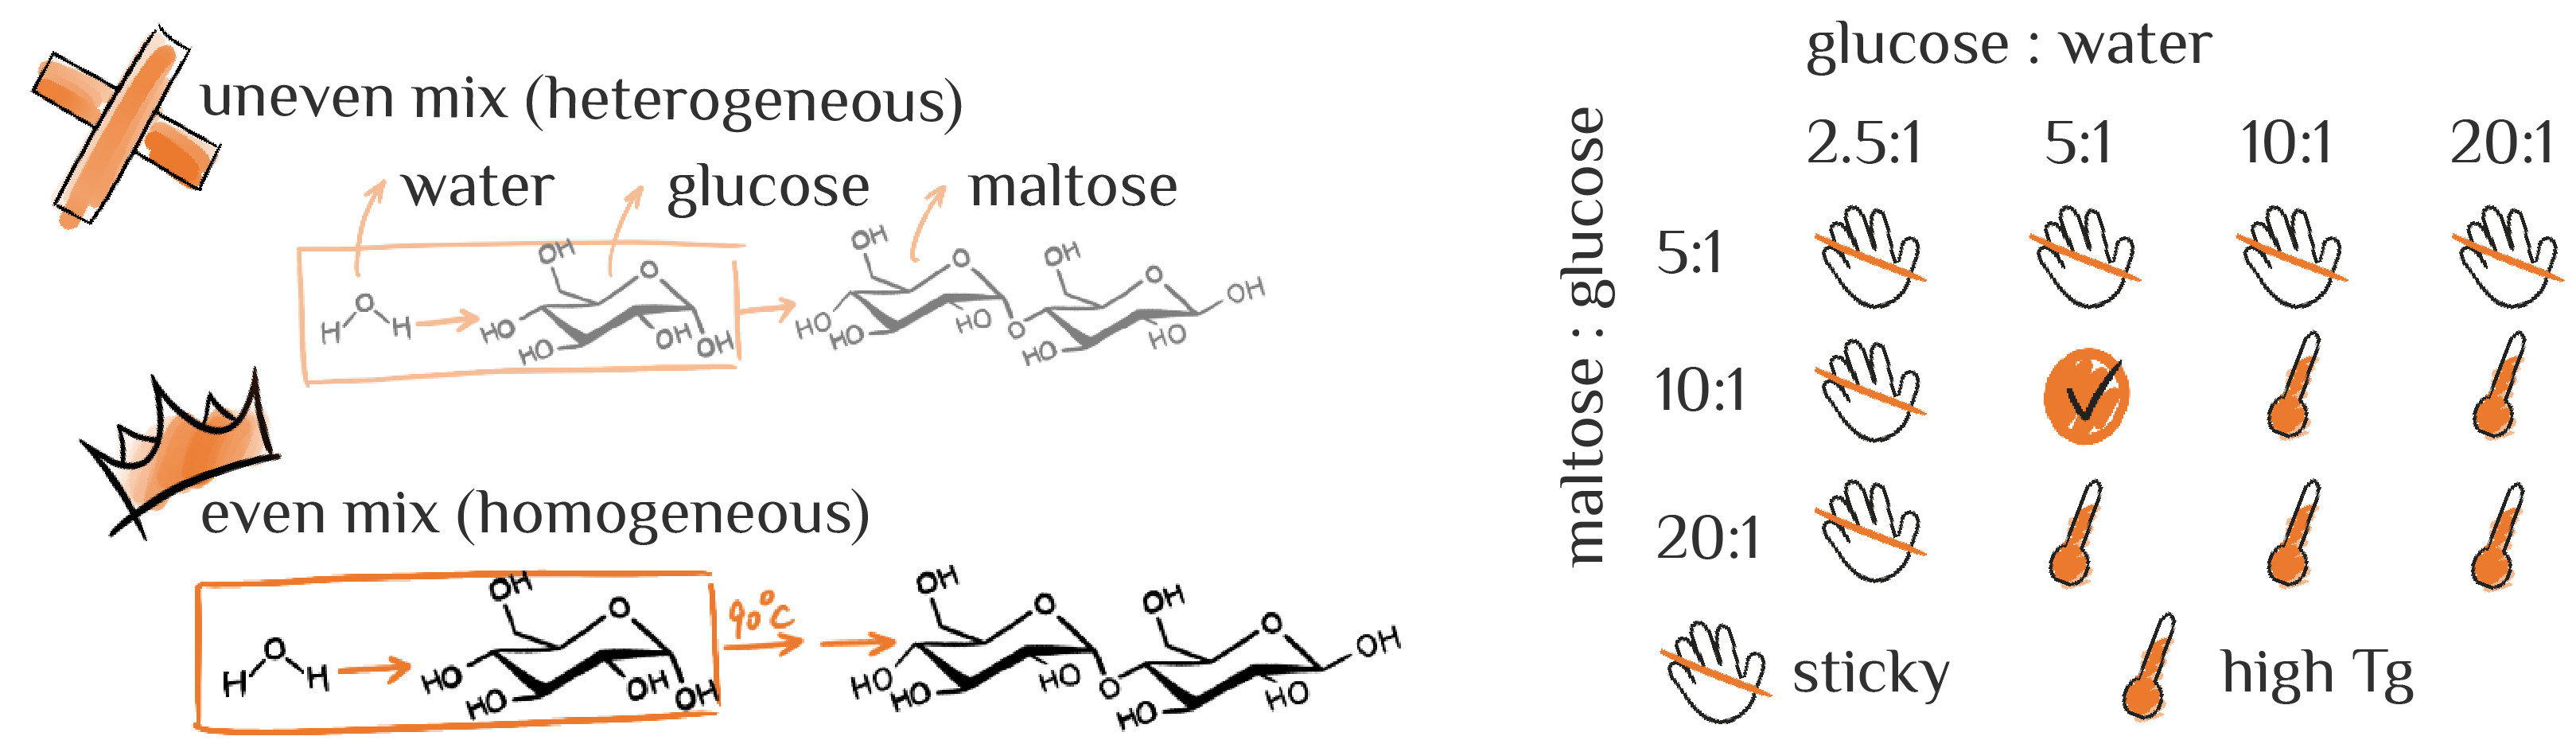 uneven mix (heterogeneous)
water glucose maltose
OH
O
H H
HO
HO
OH
OH
OH
O
HO
HO
HO
O
OH
O
OH
HO
HO
even mix (homogeneous)
OH
O
H H
HO
HO
OH
OH
90°C
OH
O
HO
HO
HO
O
OH
O
OH
HO
HO
glucose : water
maltose : glucose
2.5:1 5:1 10:1 20:1
5:1
10:1
20:1
sticky high Tg